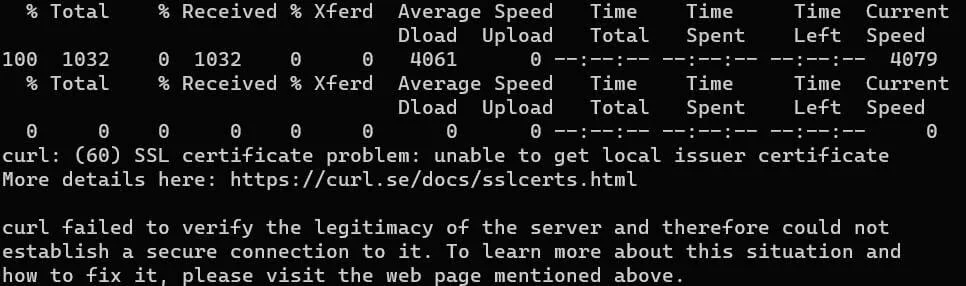 % Total    % Received % Xferd  Average Speed   Time    Time     Time  Current
                                 Dload  Upload   Total   Spent    Left  Speed
100  1032    0  1032    0     0   4061      0 --:--:-- --:--:-- --:--:--  4079
  % Total    % Received % Xferd  Average Speed   Time    Time     Time  Current
                                 Dload  Upload   Total   Spent    Left  Speed
  0     0    0     0    0     0      0      0 --:--:-- --:--:-- --:--:--     0
curl: (60) SSL certificate problem: unable to get local issuer certificate
More details here: https://curl.se/docs/sslcerts.html

curl failed to verify the legitimacy of the server and therefore could not
establish a secure connection to it. To learn more about this situation and
how to fix it, please visit the web page mentioned above.